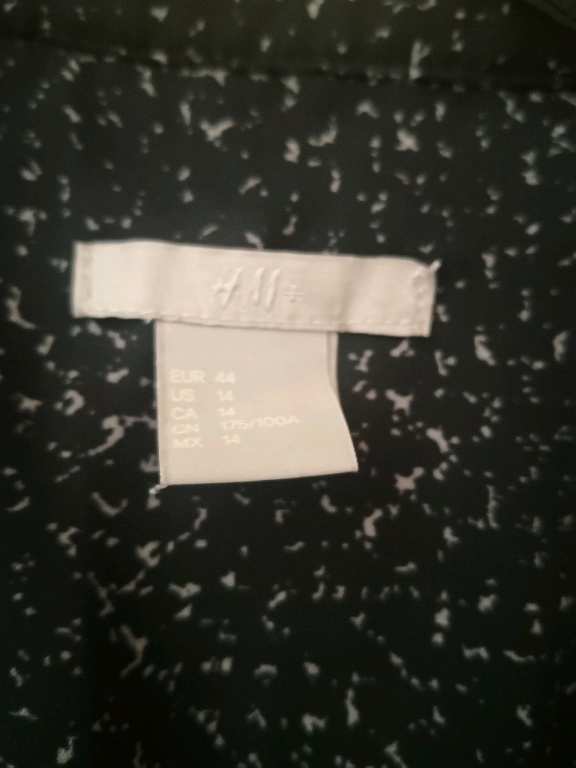 H&M+
EUR 44
US 14
CA 14
CN 175/100A
MX 14